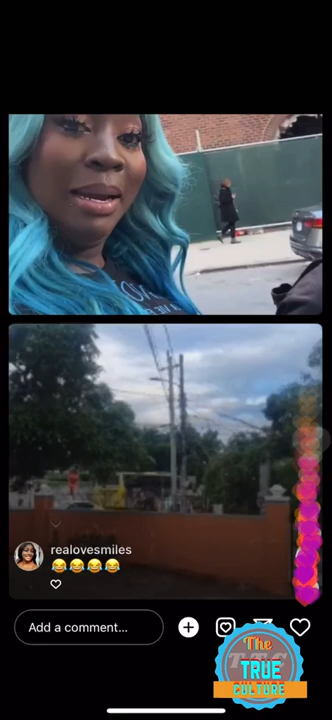 realovesmiles
😂😂😂😂
Add a comment...
The
TRUE
CULTURE